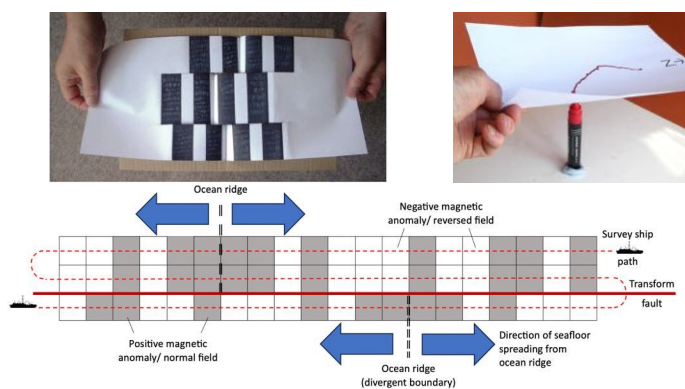 N
Ocean ridge
Negative magnetic
anomaly/ reversed field
Survey ship
path
Transform
fault
Positive magnetic
anomaly/ normal field
Direction of seafloor
spreading from
ocean ridge
Ocean ridge
(divergent boundary)